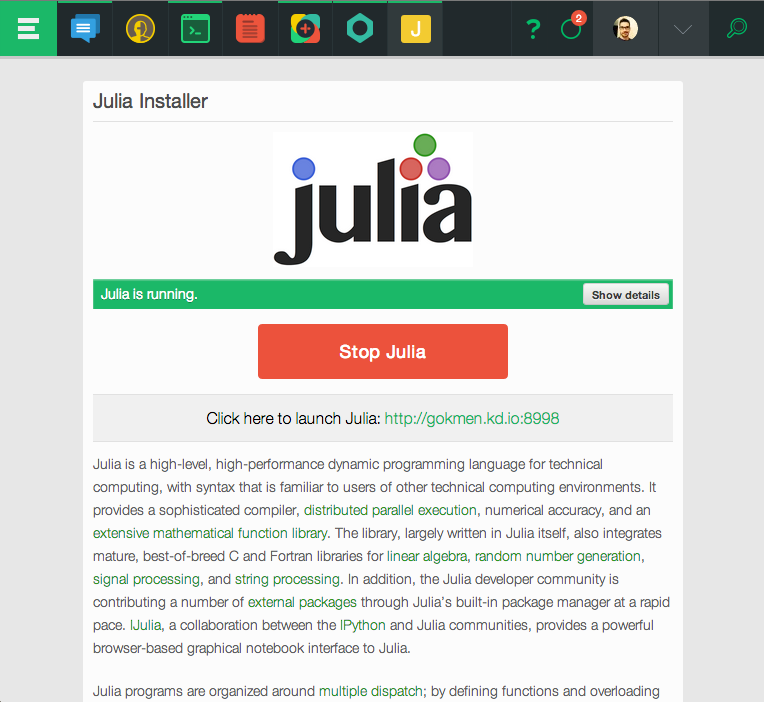 J
?
2
Julia Installer
julia
Julia is running.
Show details
Stop Julia
Click here to launch Julia: http://gokmen.kd.io:8998
Julia is a high-level, high-performance dynamic programming language for technical
computing, with syntax that is familiar to users of other technical computing environments. It
provides a sophisticated compiler, distributed parallel execution, numerical accuracy, and an
extensive mathematical function library. The library, largely written in Julia itself, also integrates
mature, best-of-breed C and Fortran libraries for linear algebra, random number generation,
signal processing, and string processing. In addition, the Julia developer community is
contributing a number of external packages through Julia's built-in package manager at a rapid
pace. IJulia, a collaboration between the IPython and Julia communities, provides a powerful
browser-based graphical notebook interface to Julia.
Julia programs are organized around multiple dispatch; by defining functions and overloading